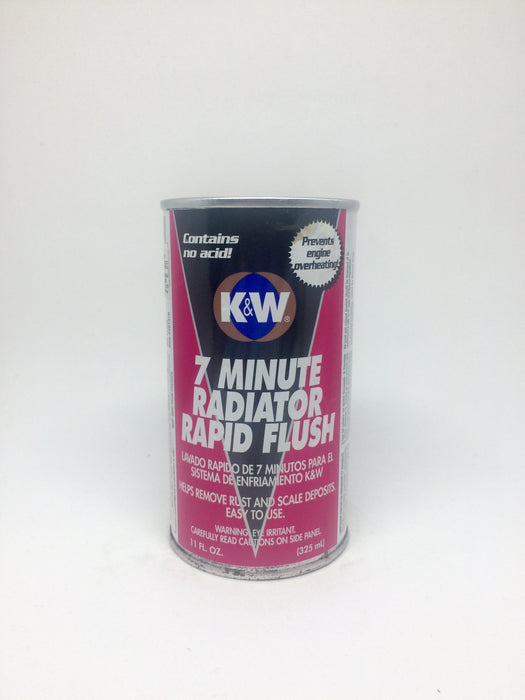 Contains
no acid!
Prevents
engine
overheating
K&W®
7 MINUTE
RADIATOR
RAPID FLUSH
LAVADO RAPIDO DE 7 MINUTOS PARA EL
SISTEMA DE ENFRIAMIENTO K&W
HELPS REMOVE RUST AND SCALE DEPOSITS.
EASY TO USE.
WARNING: EYE IRRITANT.
CAREFULLY READ CAUTIONS ON SIDE PANEL.
11 FL. OZ.
(325 mL)